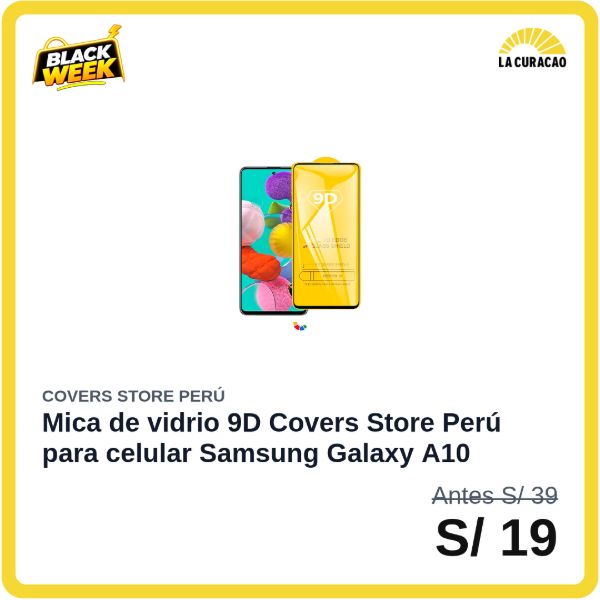 BLACK
WEEK
LA CURACAO
9D
COVERS STORE PERÚ
Mica de vidrio 9D Covers Store Perú
para celular Samsung Galaxy A10
Antes S/ 39
S/ 19